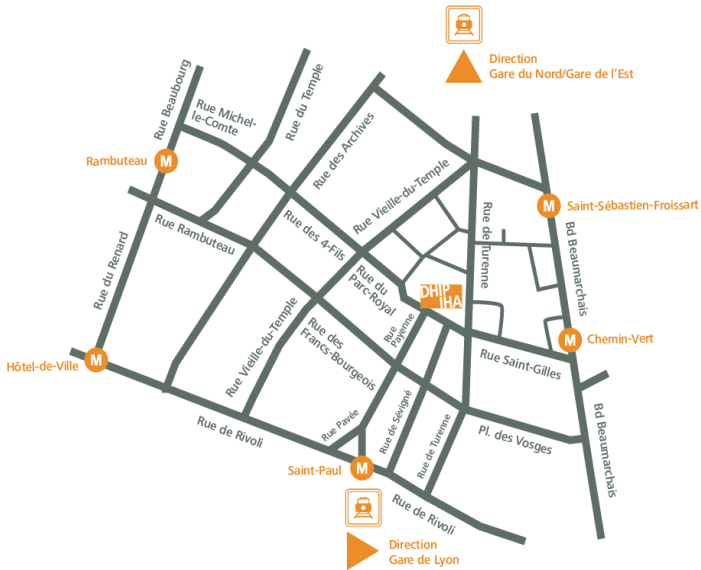 Direction
Gare du Nord/Gare de l'Est
Rue Beaubourg
Rue Michel-
le-Comte
Rue du Temple
Rue des Archives
Rambuteau
M
Rue Vieille-du-Temple
M
Saint-Sébastien-Froissart
Rue Rambuteau
Rue des 4-Fils
Rue de Turenne
Bd Beaumarchais
Rue du Renard
Rue du
Parc-Royal
DHIP
IHA
Rue
Payenne
M
Chemin-Vert
Hôtel-de-Ville
M
Rue Vieille-du-Temple
Rue des
Francs-Bourgeois
Rue Saint-Gilles
Rue de Rivoli
Rue Pavée
Rue de Sévigné
Rue de Turenne
Pl. des Vosges
Bd Beaumarchais
Saint-Paul
M
Rue de Rivoli
Direction
Gare de Lyon